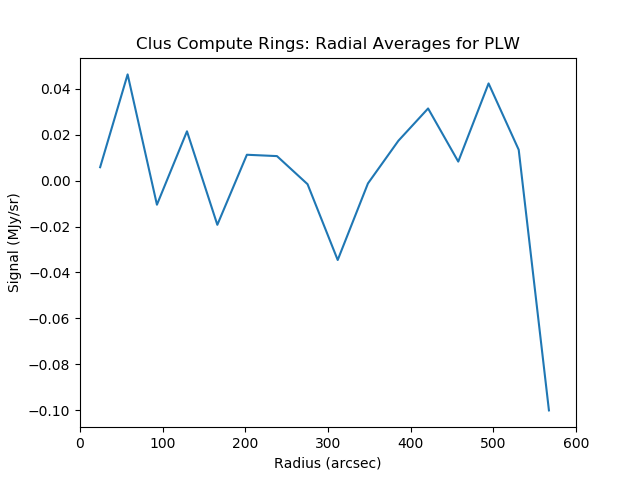 Clus Compute Rings: Radial Averages for PLW
0.04
0.02
0.00
−0.02
−0.04
−0.06
−0.08
−0.10
Signal (MJy/sr)
0 100 200 300 400 500 600
Radius (arcsec)